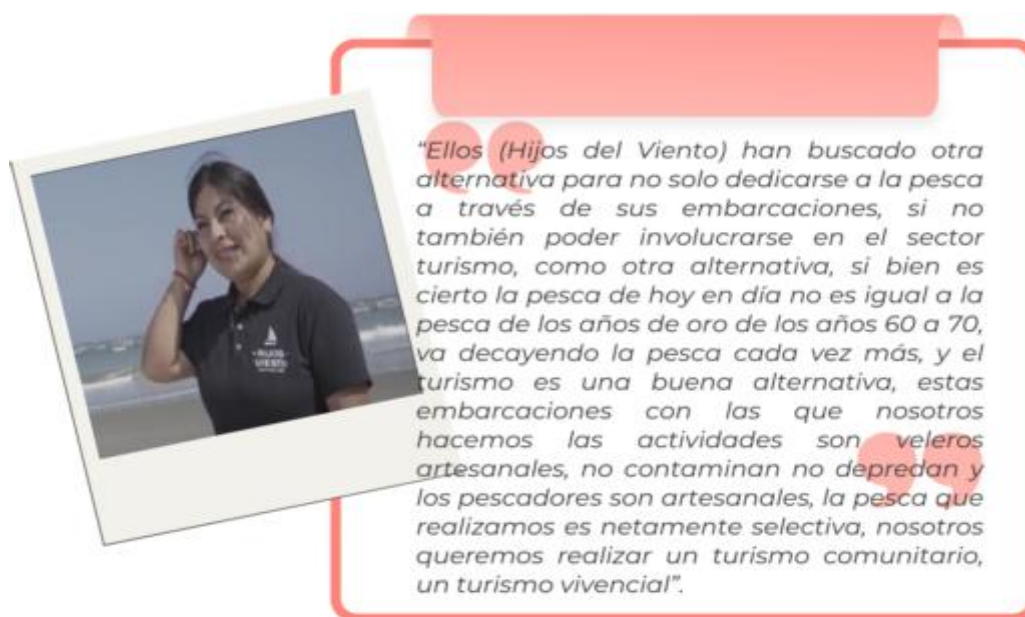 “Ellos (Hijos del Viento) han buscado otra
alternativa para no solo dedicarse a la pesca
a través de sus embarcaciones, si no
también poder involucrarse en el sector
turismo, como otra alternativa, si bien es
cierto la pesca de hoy en día no es igual a la
pesca de los años de oro de los años 60 a 70,
va decayendo la pesca cada vez más, y el
turismo es una buena alternativa, estas
embarcaciones con las que nosotros
hacemos las actividades son veleros
artesanales, no contaminan no depredan y
los pescadores son artesanales, la pesca que
realizamos es netamente selectiva, nosotros
queremos realizar un turismo comunitario,
un turismo vivencial”.
HIJOS
VIENTO